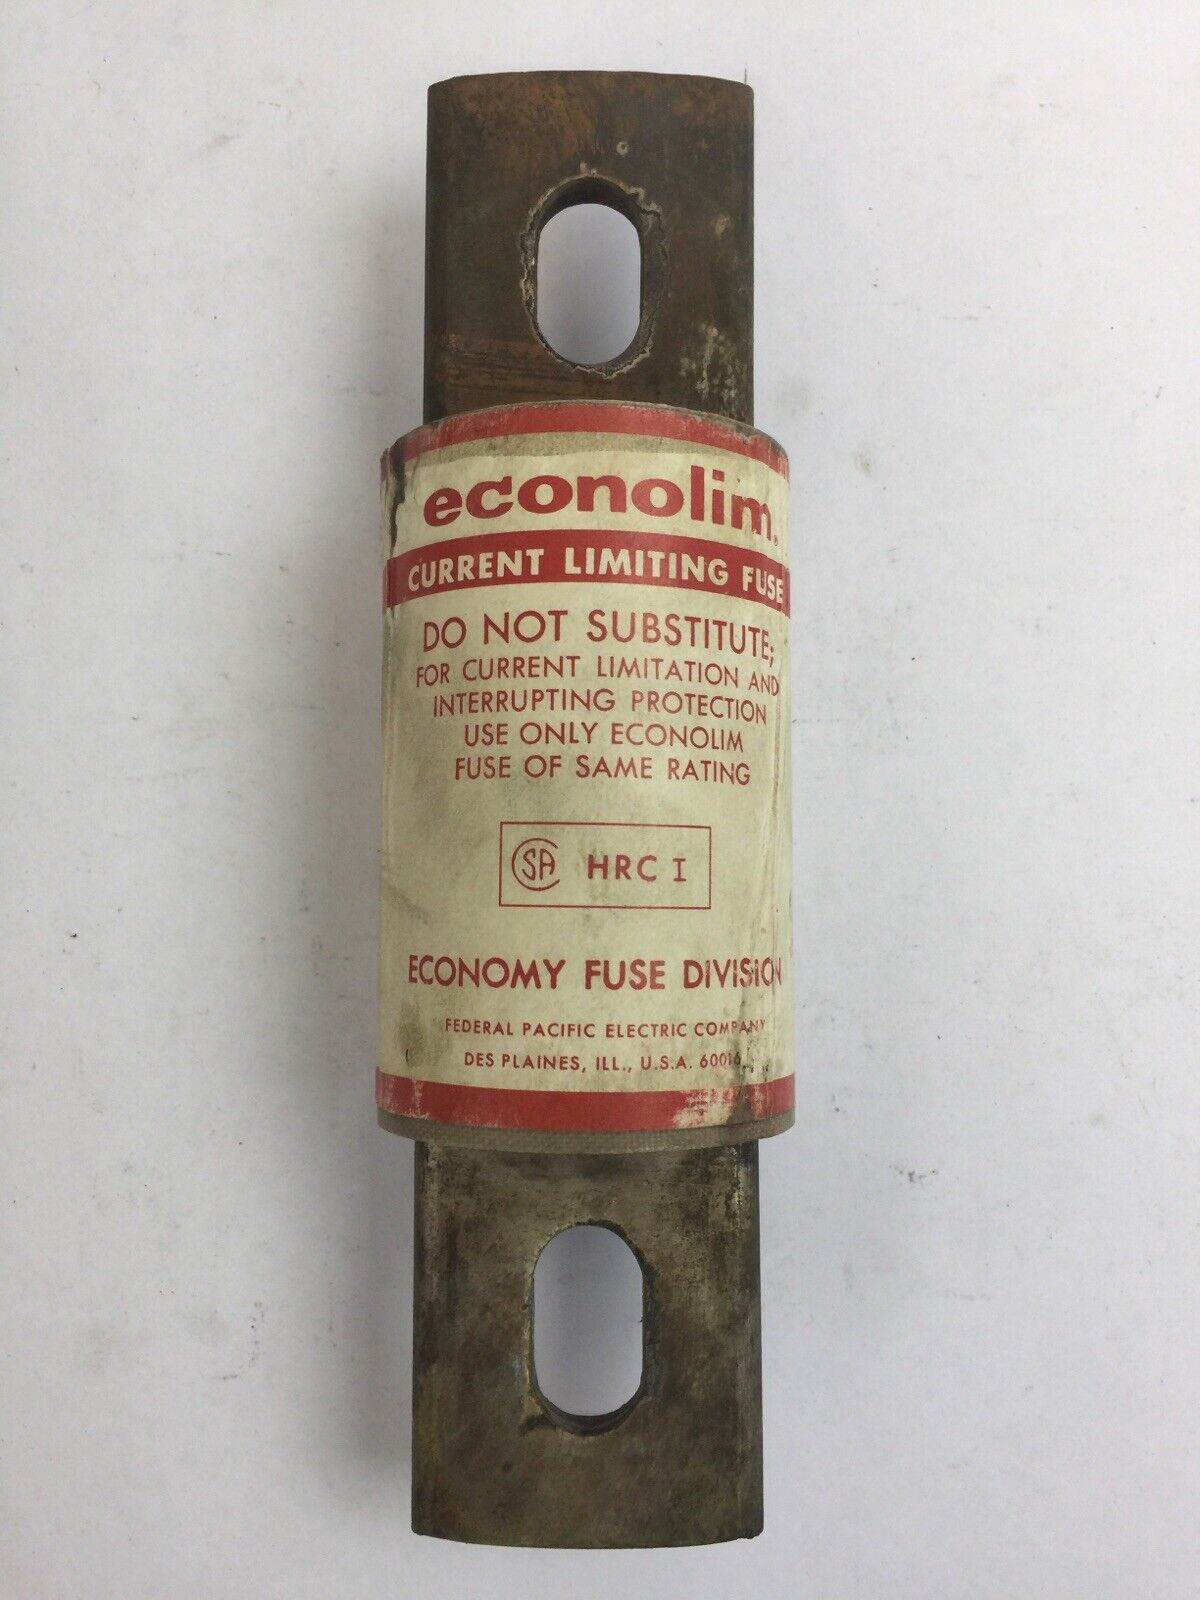 econolim®
CURRENT LIMITING FUSE
DO NOT SUBSTITUTE;
FOR CURRENT LIMITATION AND
INTERRUPTING PROTECTION
USE ONLY ECONOLIM
FUSE OF SAME RATING
CSA HRC I
ECONOMY FUSE DIVISION
FEDERAL PACIFIC ELECTRIC COMPANY
DES PLAINES, ILL., U.S.A. 60016